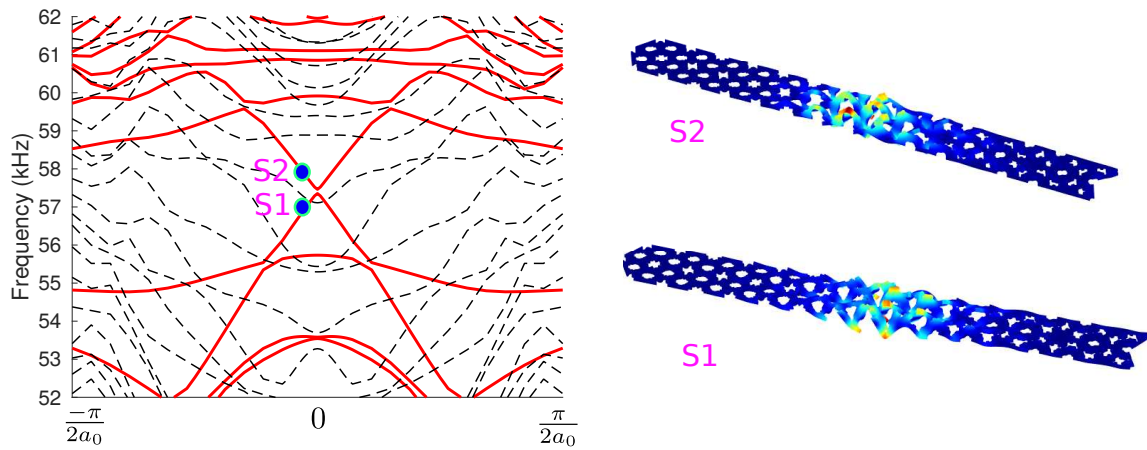 62
61
60
59
58
57
56
55
54
53
52
Frequency (kHz)
S2
S1
-π/2a₀
0
π/2a₀
S2
S1